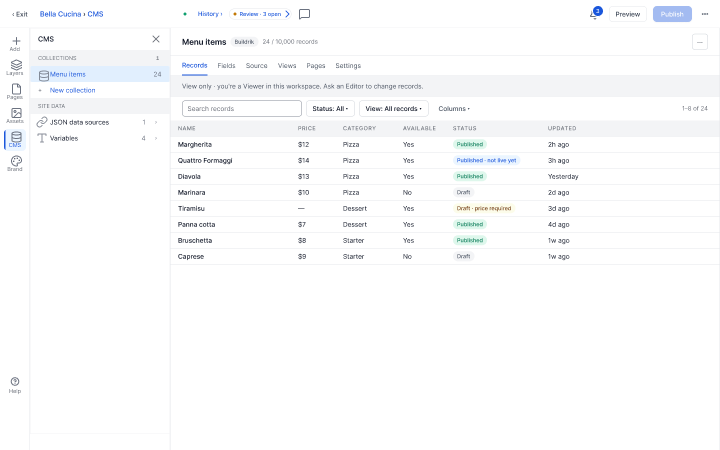 ‹ Exit
Bella Cucina › CMS
History ›
Review · 3 open
3
Preview
Publish
Add
Layers
Pages
Assets
CMS
Brand
Help
CMS
COLLECTIONS 1
Menu items 24
+ New collection
SITE DATA
JSON data sources 1
Variables 4
Menu items Buildrik 24 / 10,000 records
Records Fields Source Views Pages Settings
View only · you're a Viewer in this workspace. Ask an Editor to change records.
Search records Status: All View: All records Columns 1–8 of 24
NAME PRICE CATEGORY AVAILABLE STATUS UPDATED
Margherita $12 Pizza Yes Published 2h ago
Quattro Formaggi $14 Pizza Yes Published · not live yet 3h ago
Diavola $13 Pizza Yes Published Yesterday
Marinara $10 Pizza No Draft 2d ago
Tiramisu — Dessert Yes Draft · price required 3d ago
Panna cotta $7 Dessert Yes Published 4d ago
Bruschetta $8 Starter Yes Published 1w ago
Caprese $9 Starter No Draft 1w ago